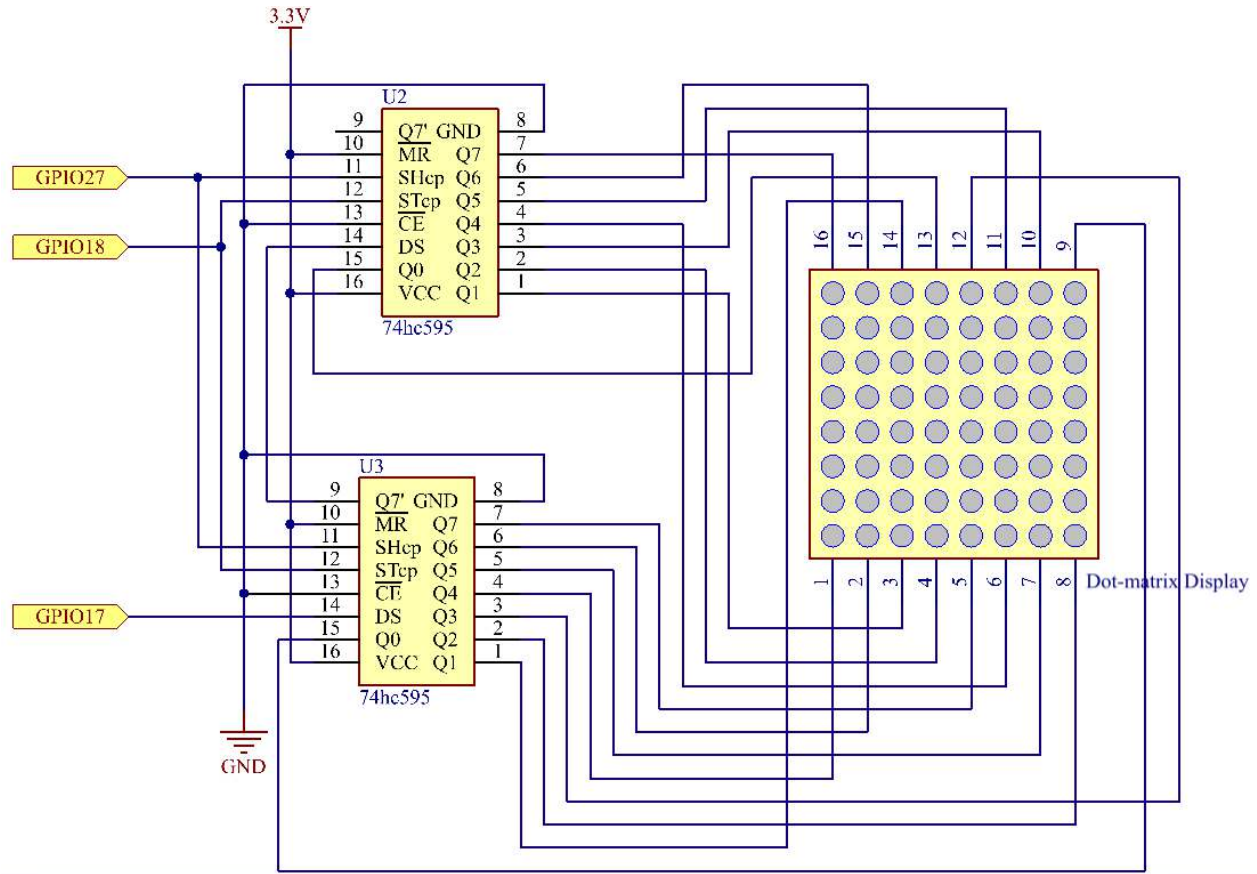 3.3V
U2
9 Q7' GND 8
10 MR Q7 7
GPIO27 11 SHcp Q6 6
12 STcp Q5 5
13 CE Q4 4
GPIO18 14 DS Q3 3
15 Q0 Q2 2
16 VCC Q1 1
74hc595
16 15 14 13 12 11 10 9
U3
9 Q7' GND 8
10 MR Q7 7
11 SHcp Q6 6
12 STcp Q5 5
13 CE Q4 4
GPIO17 14 DS Q3 3
15 Q0 Q2 2
16 VCC Q1 1
74hc595
1 2 3 4 5 6 7 8
Dot-matrix Display
GND